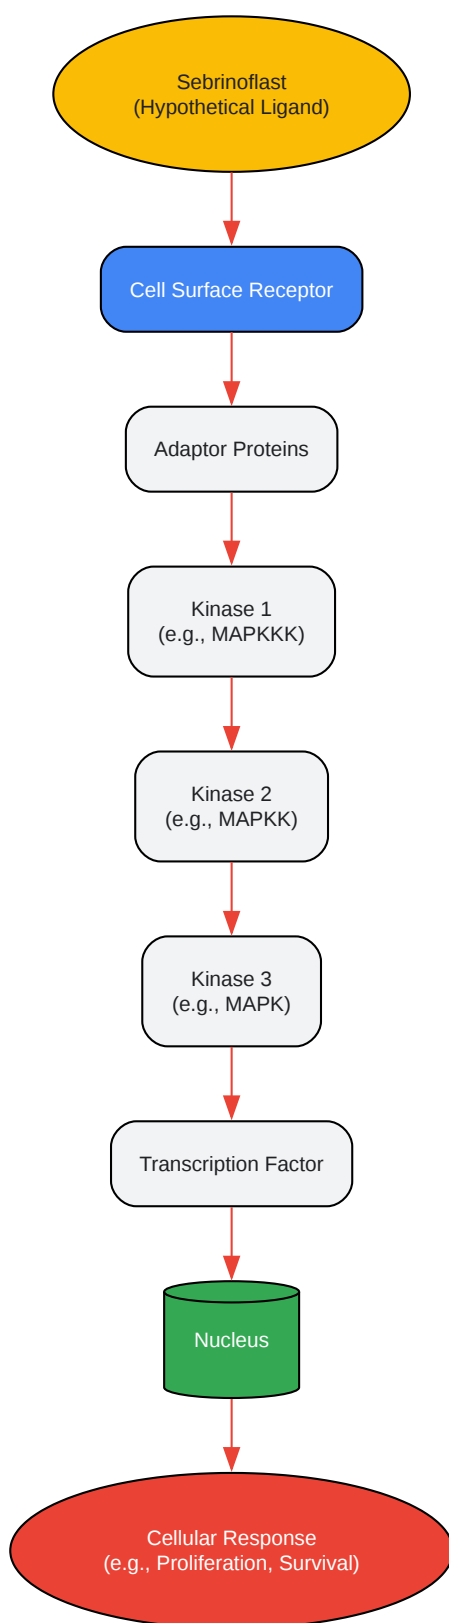 Sebrinoflast
(Hypothetical Ligand)
Cell Surface Receptor
Adaptor Proteins
Kinase 1
(e.g., MAPKKK)
Kinase 2
(e.g., MAPKK)
Kinase 3
(e.g., MAPK)
Transcription Factor
Nucleus
Cellular Response
(e.g., Proliferation, Survival)